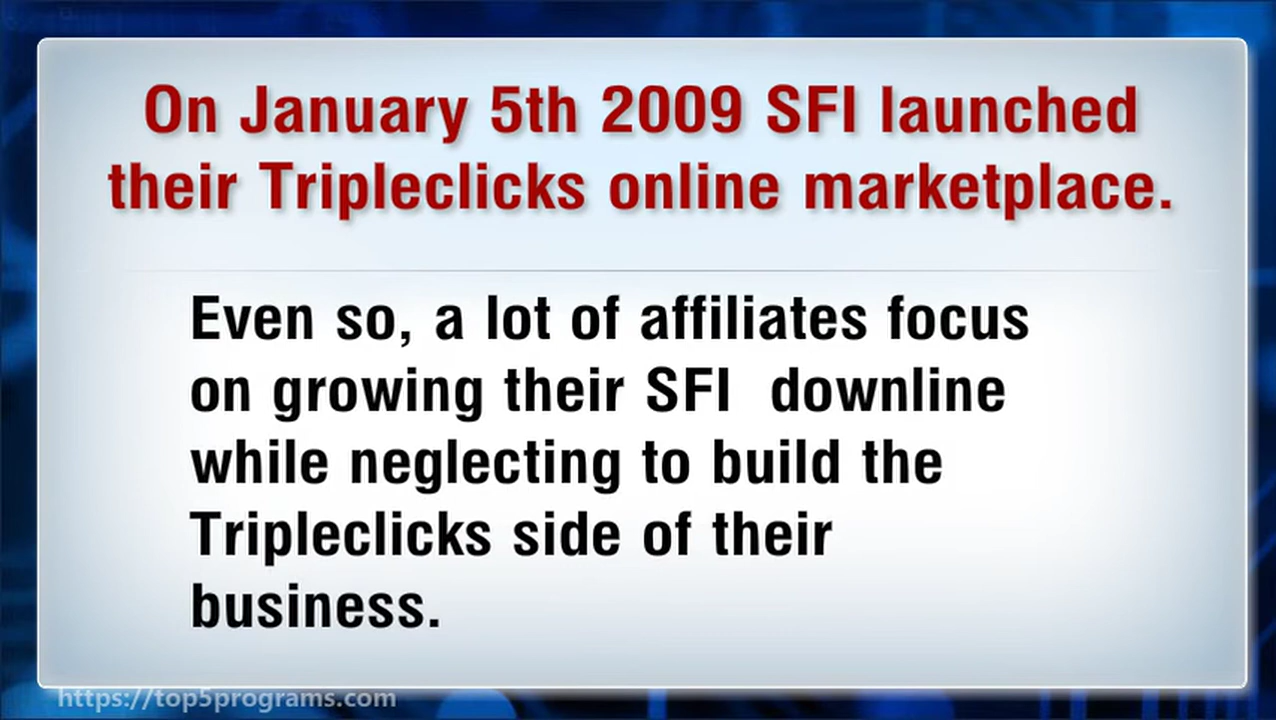 On January 5th 2009 SFI launched
their Tripleclicks online marketplace.
Even so, a lot of affiliates focus
on growing their SFI  downline
while neglecting to build the
Tripleclicks side of their
business.
https://top5programs.com